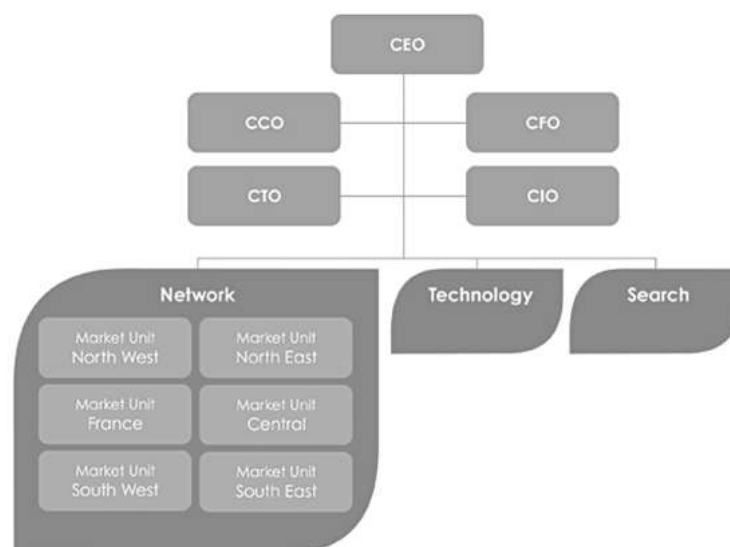 CEO
CCO
CFO
CTO
CIO
Network
Technology
Search
Market Unit
North West
Market Unit
North East
Market Unit
France
Market Unit
Central
Market Unit
South West
Market Unit
South East